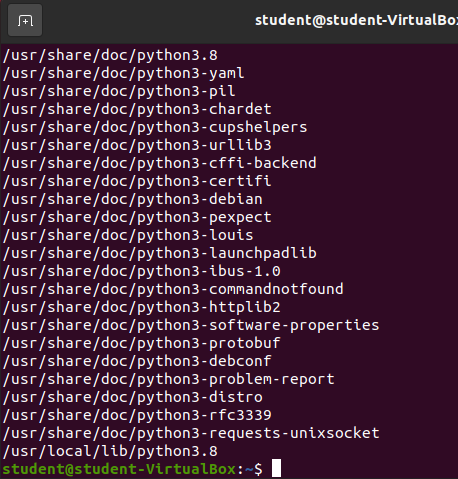 student@student-VirtualBox
/usr/share/doc/python3.8
/usr/share/doc/python3-yaml
/usr/share/doc/python3-pil
/usr/share/doc/python3-chardet
/usr/share/doc/python3-cupshelpers
/usr/share/doc/python3-urllib3
/usr/share/doc/python3-cffi-backend
/usr/share/doc/python3-certifi
/usr/share/doc/python3-debian
/usr/share/doc/python3-pexpect
/usr/share/doc/python3-louis
/usr/share/doc/python3-launchpadlib
/usr/share/doc/python3-ibus-1.0
/usr/share/doc/python3-commandnotfound
/usr/share/doc/python3-httplib2
/usr/share/doc/python3-software-properties
/usr/share/doc/python3-protobuf
/usr/share/doc/python3-debconf
/usr/share/doc/python3-problem-report
/usr/share/doc/python3-distro
/usr/share/doc/python3-rfc3339
/usr/share/doc/python3-requests-unixsocket
/usr/local/lib/python3.8
student@student-VirtualBox:~$